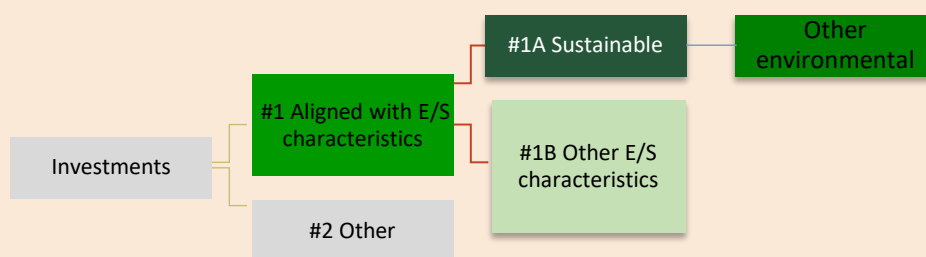 Investments
#1 Aligned with E/S
characteristics
#2 Other
#1A Sustainable
#1B Other E/S
characteristics
Other
environmental